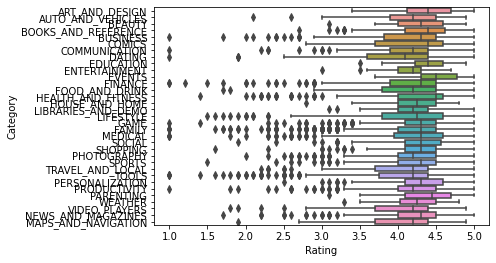 ART_AND_DESIGN
AUTO_AND_VEHICLES
BEAUTY
BOOKS_AND_REFERENCE
BUSINESS
COMICS
COMMUNICATION
DATING
EDUCATION
ENTERTAINMENT
EVENTS
FINANCE
FOOD_AND_DRINK
HEALTH_AND_FITNESS
HOUSE_AND_HOME
LIBRARIES_AND_DEMO
LIFESTYLE
GAME
FAMILY
MEDICAL
SOCIAL
SHOPPING
PHOTOGRAPHY
SPORTS
TRAVEL_AND_LOCAL
TOOLS
PERSONALIZATION
PRODUCTIVITY
PARENTING
WEATHER
VIDEO_PLAYERS
NEWS_AND_MAGAZINES
MAPS_AND_NAVIGATION
Category
1.0 1.5 2.0 2.5 3.0 3.5 4.0 4.5 5.0
Rating